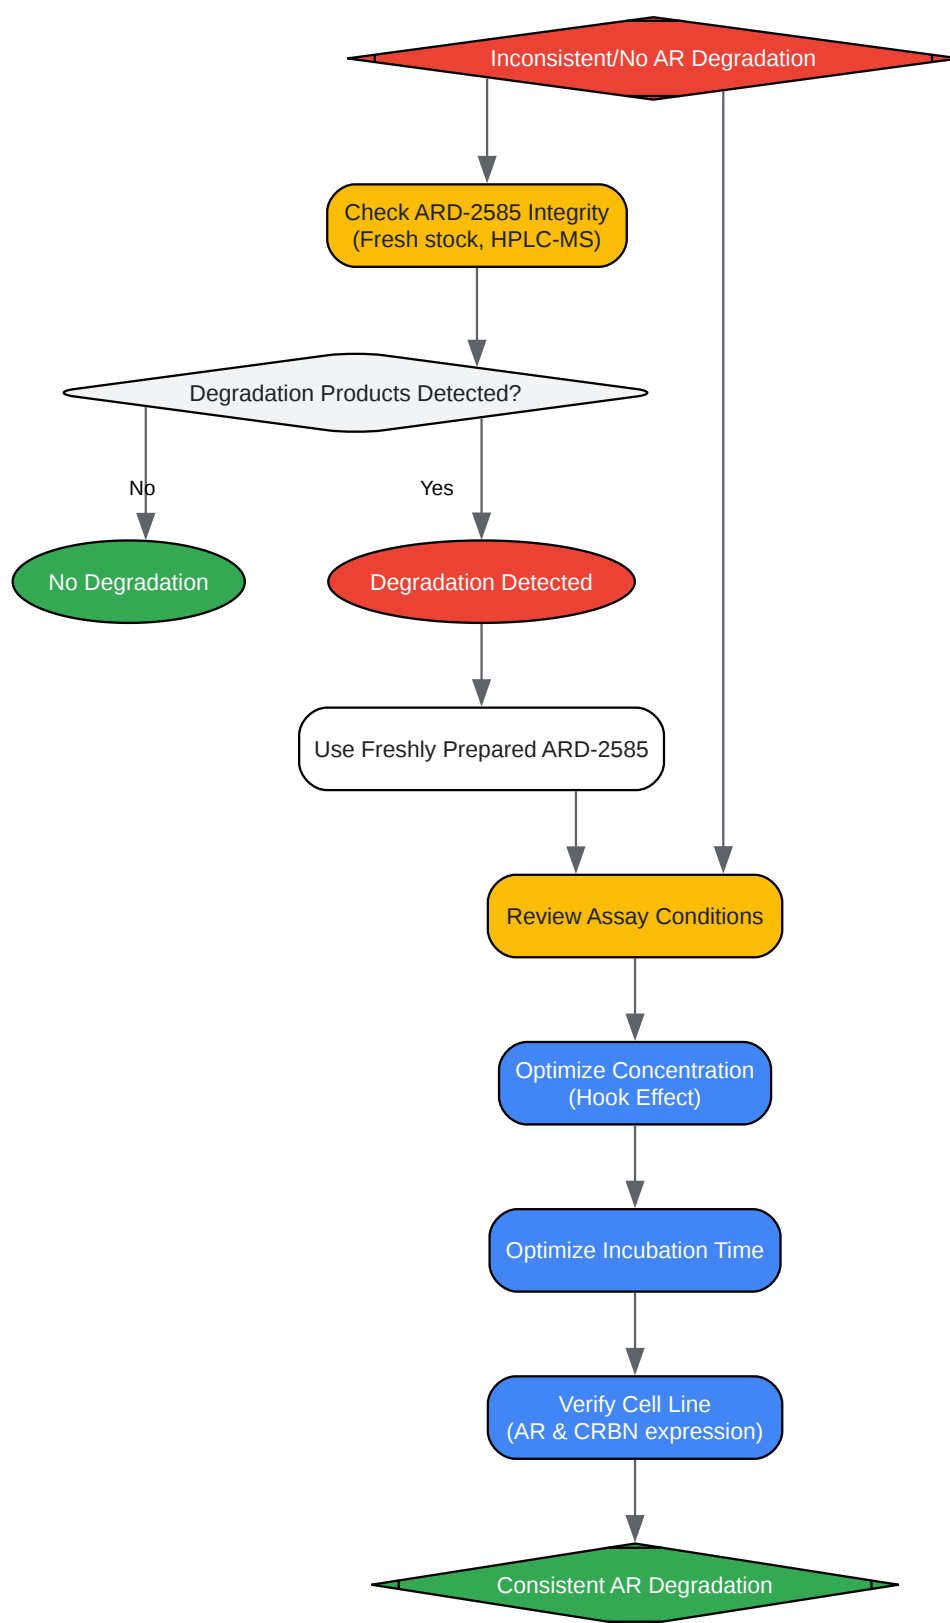 Inconsistent/No AR Degradation
Check ARD-2585 Integrity
(Fresh stock, HPLC-MS)
Degradation Products Detected?
No
Yes
No Degradation
Degradation Detected
Use Freshly Prepared ARD-2585
Review Assay Conditions
Optimize Concentration
(Hook Effect)
Optimize Incubation Time
Verify Cell Line
(AR & CRBN expression)
Consistent AR Degradation